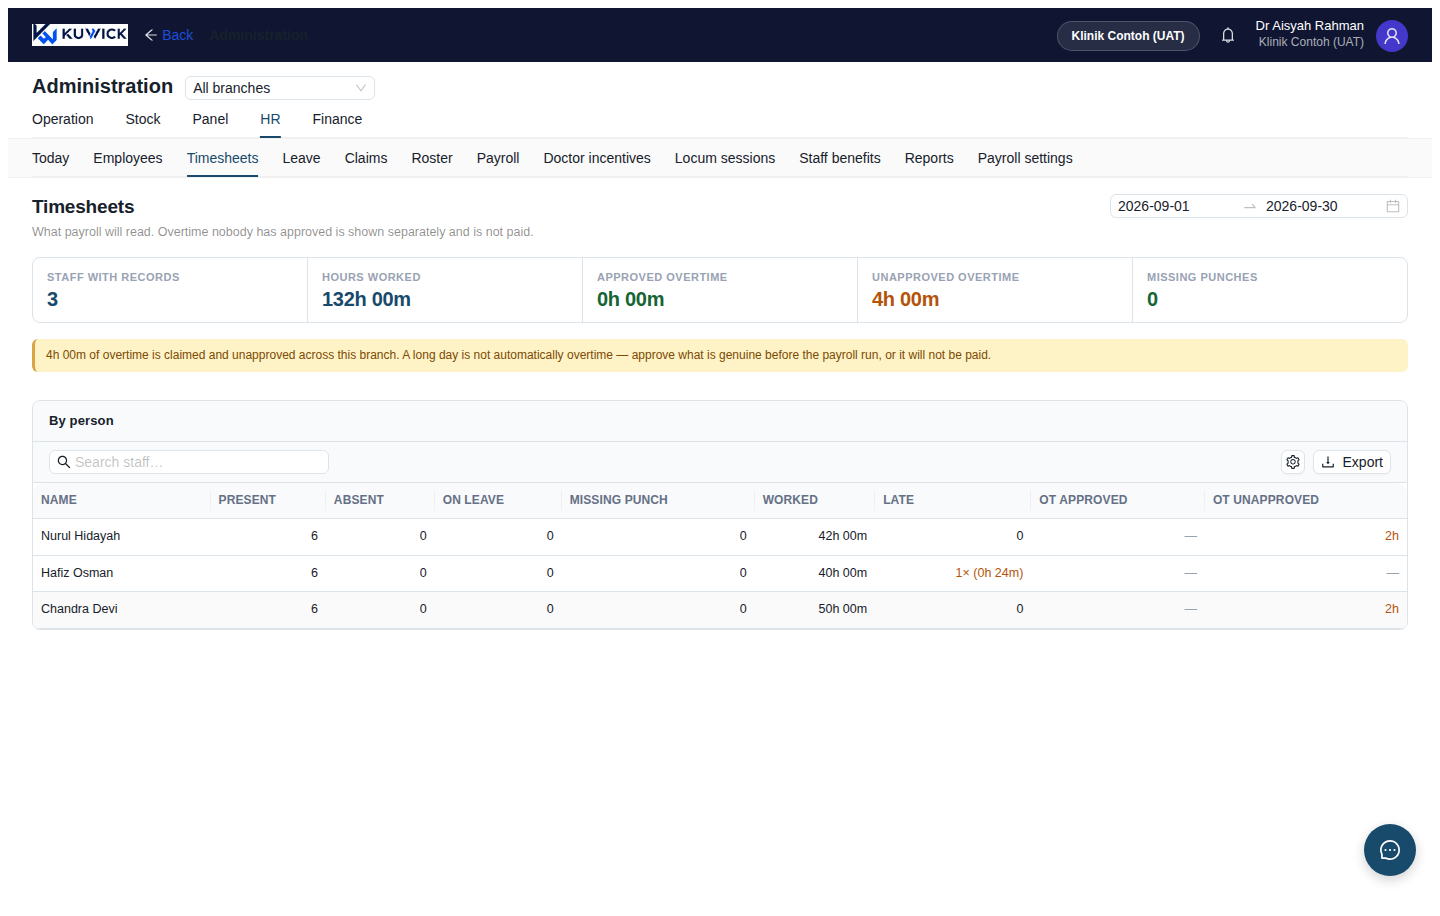 KUWICK
Back Administration
Klinik Contoh (UAT)
Dr Aisyah Rahman
Klinik Contoh (UAT)
Administration
All branches
Operation Stock Panel HR Finance
Today Employees Timesheets Leave Claims Roster Payroll Doctor incentives Locum sessions Staff benefits Reports Payroll settings
Timesheets
2026-09-01 2026-09-30
What payroll will read. Overtime nobody has approved is shown separately and is not paid.
STAFF WITH RECORDS HOURS WORKED APPROVED OVERTIME UNAPPROVED OVERTIME MISSING PUNCHES
3 132h 00m 0h 00m 4h 00m 0
4h 00m of overtime is claimed and unapproved across this branch. A long day is not automatically overtime — approve what is genuine before the payroll run, or it will not be paid.
By person
Search staff…
Export
NAME PRESENT ABSENT ON LEAVE MISSING PUNCH WORKED LATE OT APPROVED OT UNAPPROVED
Nurul Hidayah 6 0 0 0 42h 00m 0 — 2h
Hafiz Osman 6 0 0 0 40h 00m 1× (0h 24m) — —
Chandra Devi 6 0 0 0 50h 00m 0 — 2h